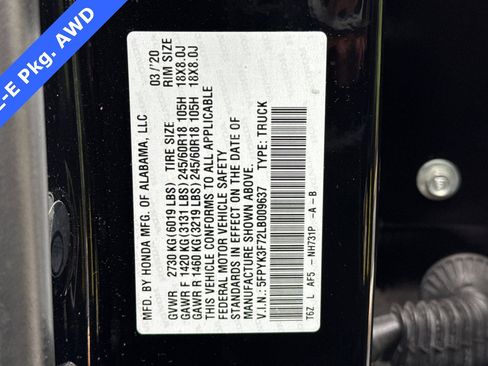 -E Pkg. AWD
MFD. BY HONDA MFG. OF ALABAMA, LLC 03/'20
GVWR 2730 KG(6019 LBS) TIRE SIZE RIM SIZE
GAWR F 1420 KG(3131 LBS) 245/60R18 105H 18X8.0J
GAWR R 1460 KG(3219 LBS) 245/60R18 105H 18X8.0J
THIS VEHICLE CONFORMS TO ALL APPLICABLE
FEDERAL MOTOR VEHICLE SAFETY
STANDARDS IN EFFECT ON THE DATE OF
MANUFACTURE SHOWN ABOVE.
V.I.N.: 5FPYK3F72LB009637 TYPE: TRUCK
T6Z L AF5 - NH731P -A -B